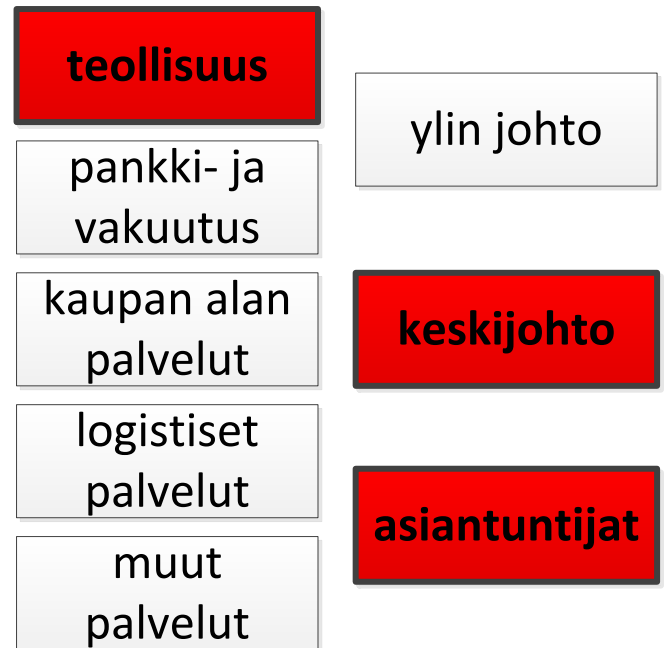 teollisuus
pankki- ja
vakuutus
kaupan alan
palvelut
logistiset
palvelut
muut
palvelut
ylin johto
keskijohto
asiantuntijat